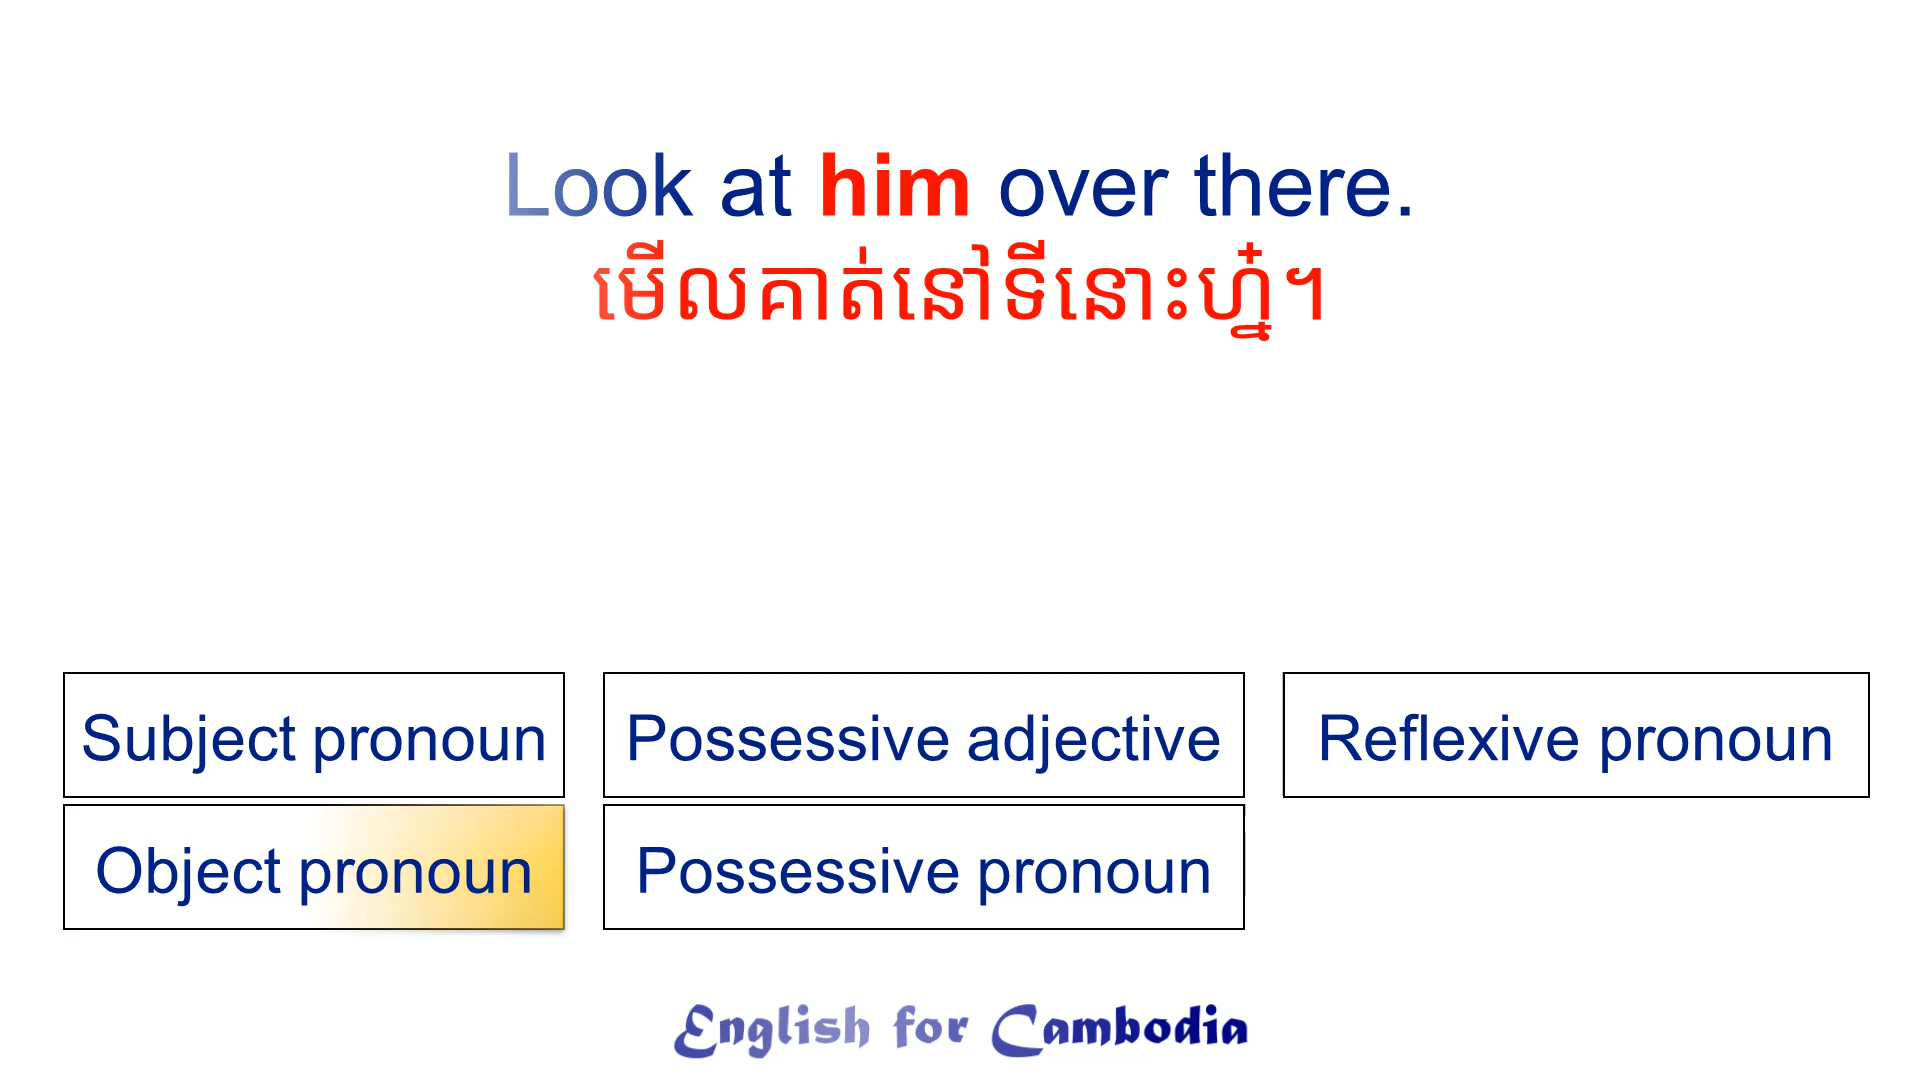 Look at him over there.
មើលគាត់នៅទីនោះហ្ន៎។
Subject pronoun
Possessive adjective
Reflexive pronoun
Object pronoun
Possessive pronoun
English for Cambodia